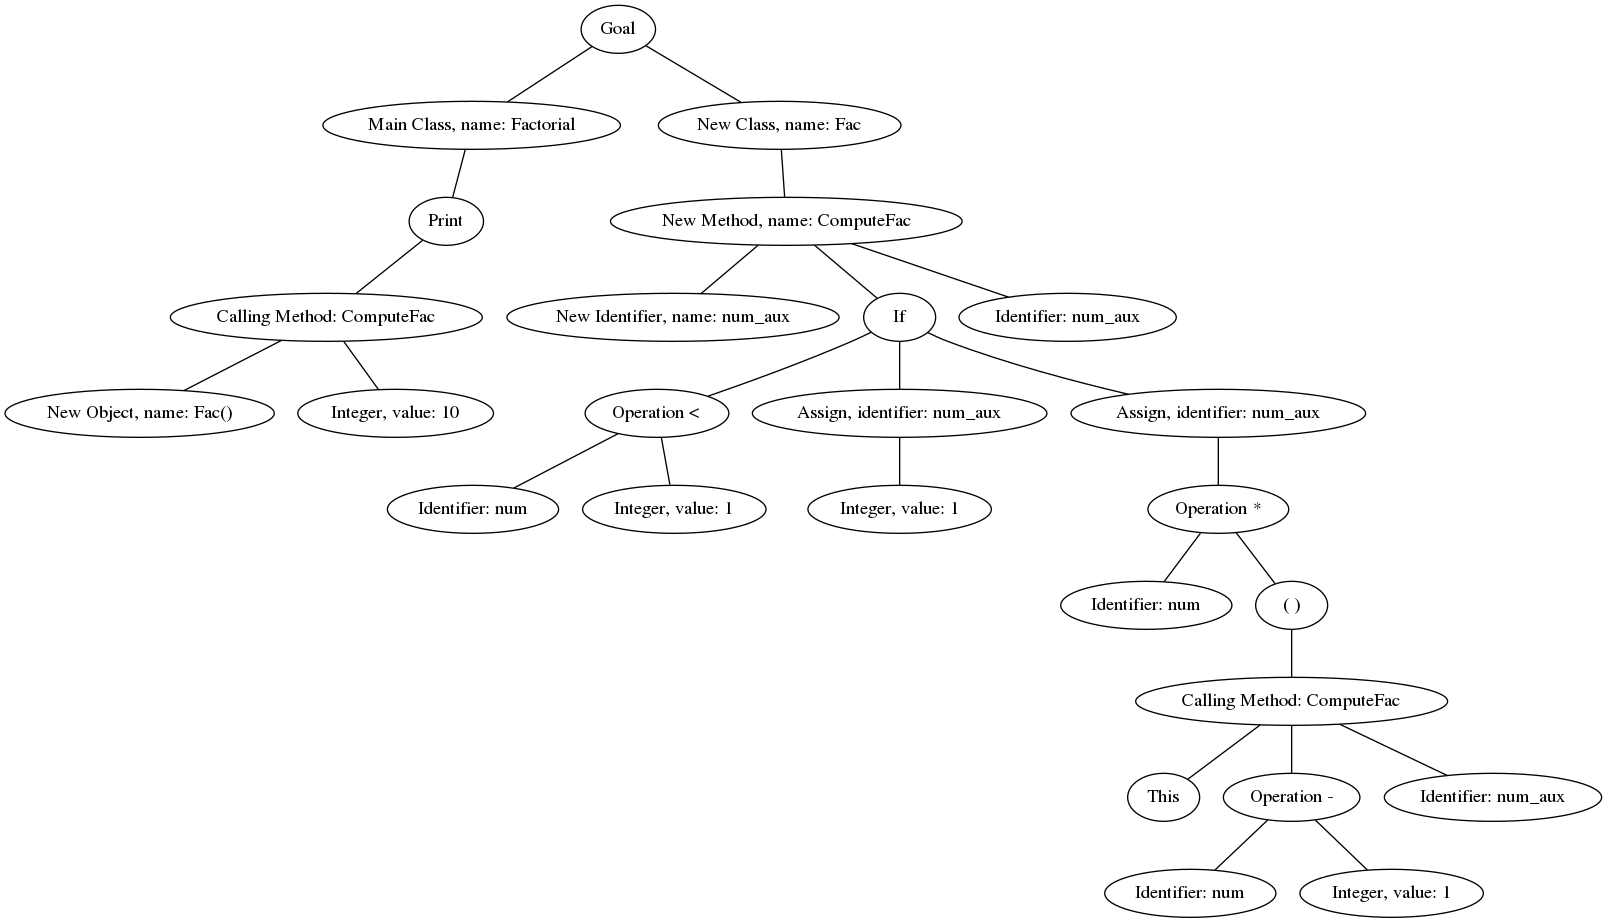 Goal
Main Class, name: Factorial
New Class, name: Fac
Print
New Method, name: ComputeFac
Calling Method: ComputeFac
New Identifier, name: num_aux
If
Identifier: num_aux
New Object, name: Fac()
Integer, value: 10
Operation <
Assign, identifier: num_aux
Assign, identifier: num_aux
Identifier: num
Integer, value: 1
Integer, value: 1
Operation *
Identifier: num
( )
Calling Method: ComputeFac
This
Operation -
Identifier: num_aux
Identifier: num
Integer, value: 1